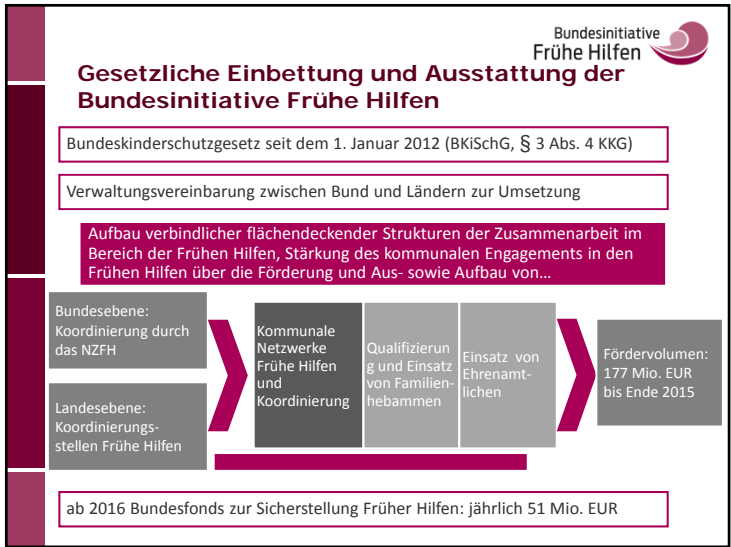 Bundesinitiative
Frühe Hilfen
Gesetzliche Einbettung und Ausstattung der
Bundesinitiative Frühe Hilfen
Bundeskinderschutzgesetz seit dem 1. Januar 2012 (BKiSchG, § 3 Abs. 4 KKG)
Verwaltungsvereinbarung zwischen Bund und Ländern zur Umsetzung
Aufbau verbindlicher flächendeckender Strukturen der Zusammenarbeit im
Bereich der Frühen Hilfen, Stärkung des kommunalen Engagements in den
Frühen Hilfen über die Förderung und Aus- sowie Aufbau von…
Bundesebene:
Koordinierung durch
das NZFH
Landesebene:
Koordinierungs-
stellen Frühe Hilfen
Kommunale
Netzwerke
Frühe Hilfen
und
Koordinierung
Qualifizierun
g und Einsatz
von Familien-
hebammen
Einsatz von
Ehrenamt-
lichen
Fördervolumen:
177 Mio. EUR
bis Ende 2015
ab 2016 Bundesfonds zur Sicherstellung Früher Hilfen: jährlich 51 Mio. EUR